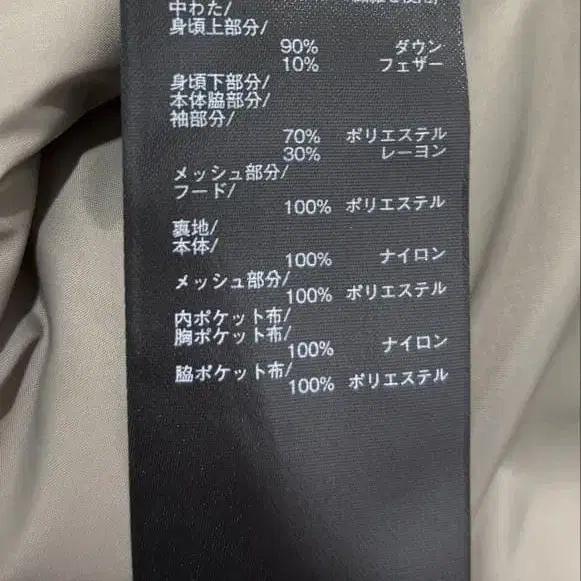 中わた/
身頃上部分/
90% ダウン
10% フェザー
身頃下部分/
本体脇部分/
袖部分/
70% ポリエステル
30% レーヨン
メッシュ部分/
フード/
100% ポリエステル
裏地/
本体/
100% ナイロン
メッシュ部分/
100% ポリエステル
内ポケット布/
胸ポケット布/
100% ナイロン
脇ポケット布/
100% ポリエステル